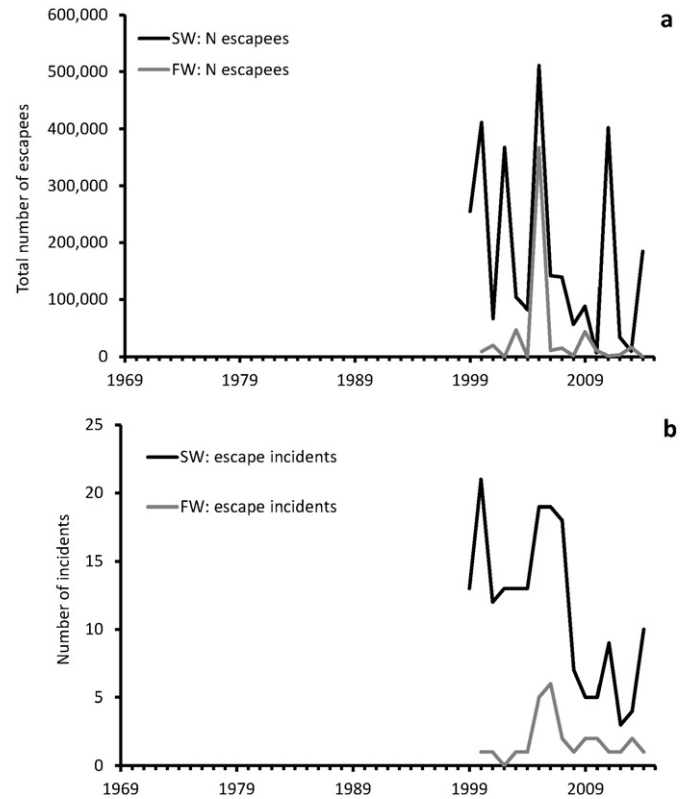 a
600,000
500,000
400,000
300,000
200,000
100,000
0
Total number of escapees
SW: N escapees
FW: N escapees
1969 1979 1989 1999 2009
b
25
20
15
10
5
0
Number of incidents
SW: escape incidents
FW: escape incidents
1969 1979 1989 1999 2009